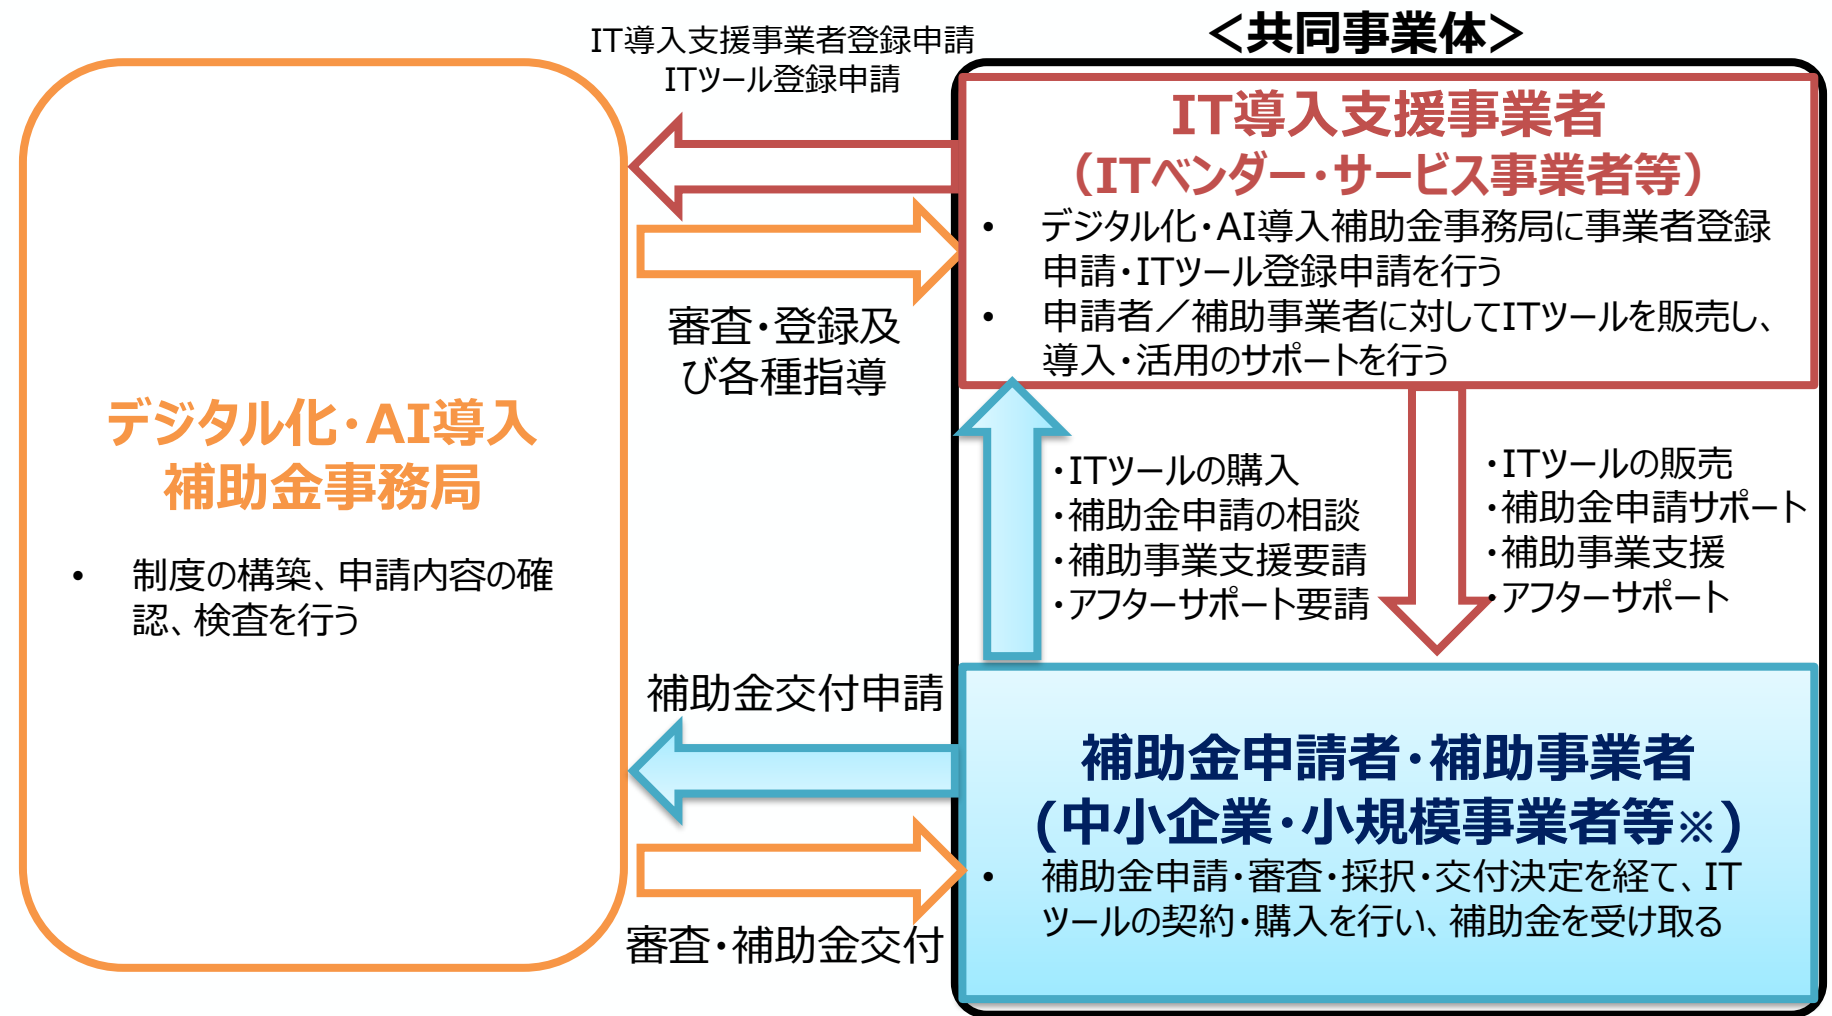 <共同事業体>
IT導入支援事業者登録申請
ITツール登録申請
IT導入支援事業者
(ITベンダー・サービス事業者等)
• デジタル化・AI導入補助金事務局に事業者登録
申請・ITツール登録申請を行う
• 申請者／補助事業者に対してITツールを販売し、
導入・活用のサポートを行う
審査・登録及
び各種指導
デジタル化・AI導入
補助金事務局
• 制度の構築、申請内容の確
認、検査を行う
・ITツールの購入
・補助金申請の相談
・補助事業支援要請
・アフターサポート要請
・ITツールの販売
・補助金申請サポート
・補助事業支援
・アフターサポート
補助金交付申請
補助金申請者・補助事業者
(中小企業・小規模事業者等※)
• 補助金申請・審査・採択・交付決定を経て、IT
ツールの契約・購入を行い、補助金を受け取る
審査・補助金交付